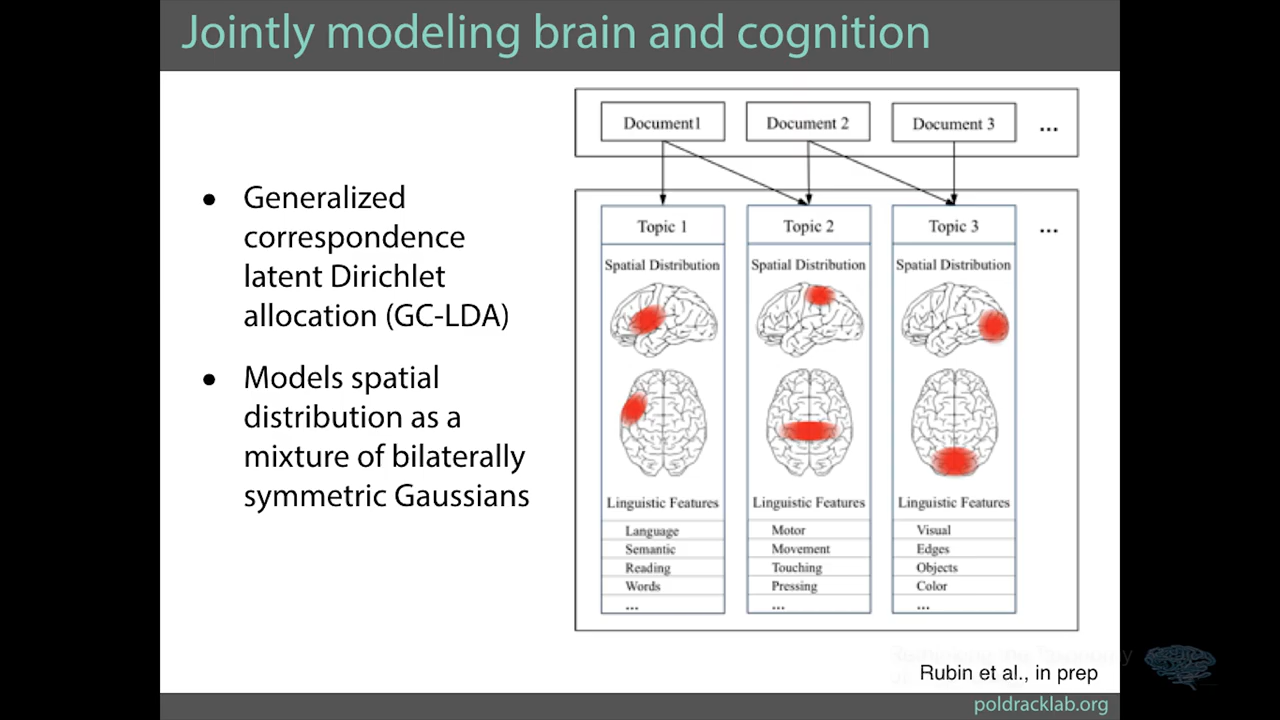 Jointly modeling brain and cognition
• Generalized
correspondence
latent Dirichlet
allocation (GC-LDA)
• Models spatial
distribution as a
mixture of bilaterally
symmetric Gaussians
Document1 Document 2 Document 3 ...
Topic 1 Topic 2 Topic 3 ...
Spatial Distribution Spatial Distribution Spatial Distribution
Linguistic Features Linguistic Features Linguistic Features
Language Motor Visual
Semantic Movement Edges
Reading Touching Objects
Words Pressing Color
... ... ...
Rubin et al., in prep
poldracklab.org